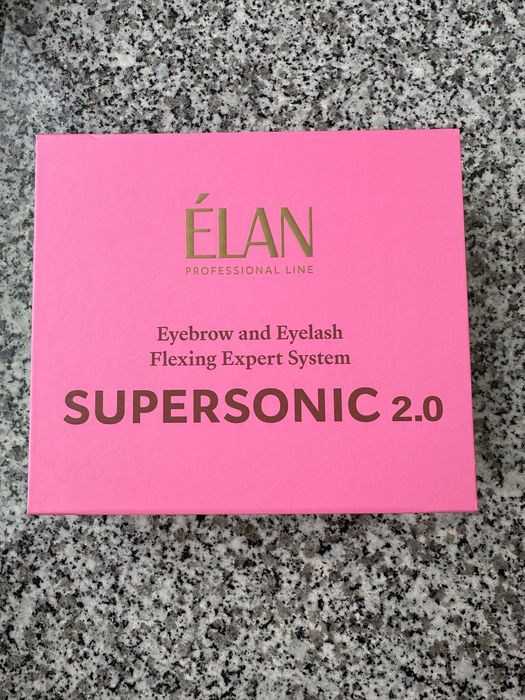 ÉLAN
PROFESSIONAL LINE
Eyebrow and Eyelash
Flexing Expert System
SUPERSONIC 2.0